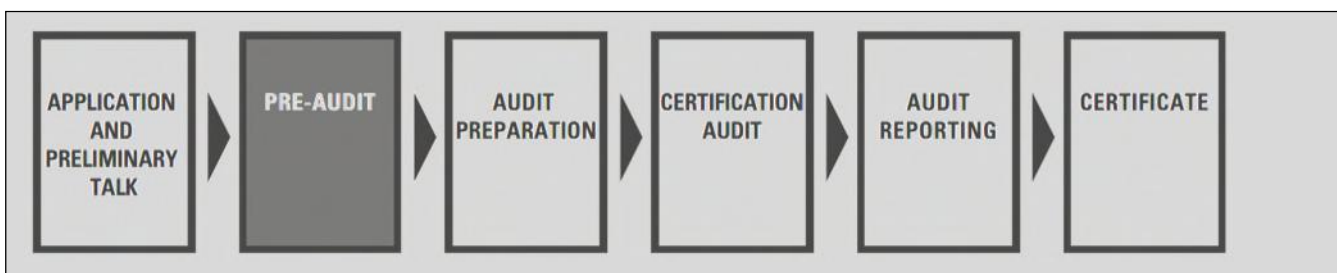 APPLICATION
AND
PRELIMINARY
TALK
PRE-AUDIT
AUDIT
PREPARATION
CERTIFICATION
AUDIT
AUDIT
REPORTING
CERTIFICATE